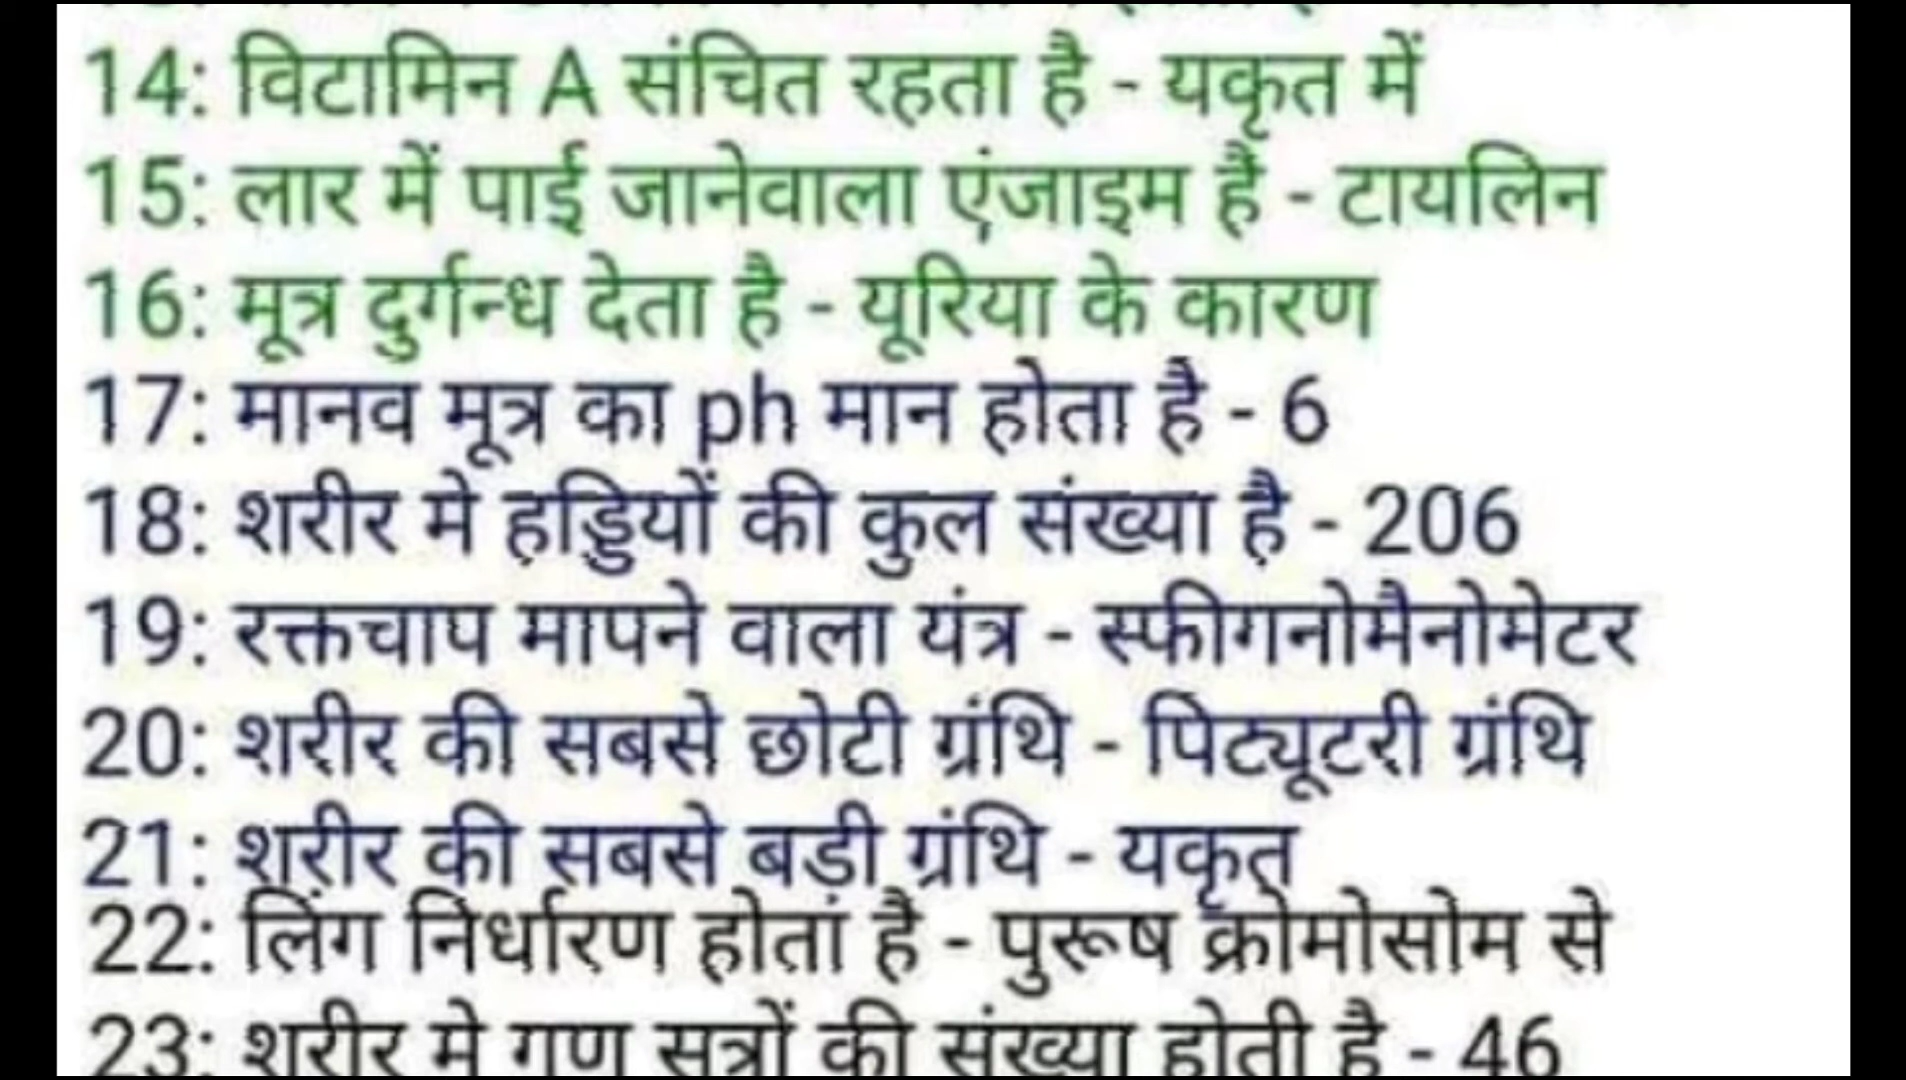 14: विटामिन A संचित रहता है - यकृत में
15: लार में पाई जानेवाला एंजाइम है - टायलिन
16: मूत्र दुर्गन्ध देता है - यूरिया के कारण
17: मानव मूत्र का ph मान होता है - 6
18: शरीर मे हड्डियों की कुल संख्या है - 206
19: रक्तचाप मापने वाला यंत्र - स्फीगनोमैनोमेटर
20: शरीर की सबसे छोटी ग्रंथि - पिट्यूटरी ग्रंथि
21: शरीर की सबसे बड़ी ग्रंथि - यकृत
22: लिंग निर्धारण होता है - पुरूष क्रोमोसोम से
23: शरीर मे गुण सूत्रों की संख्या होती है - 46